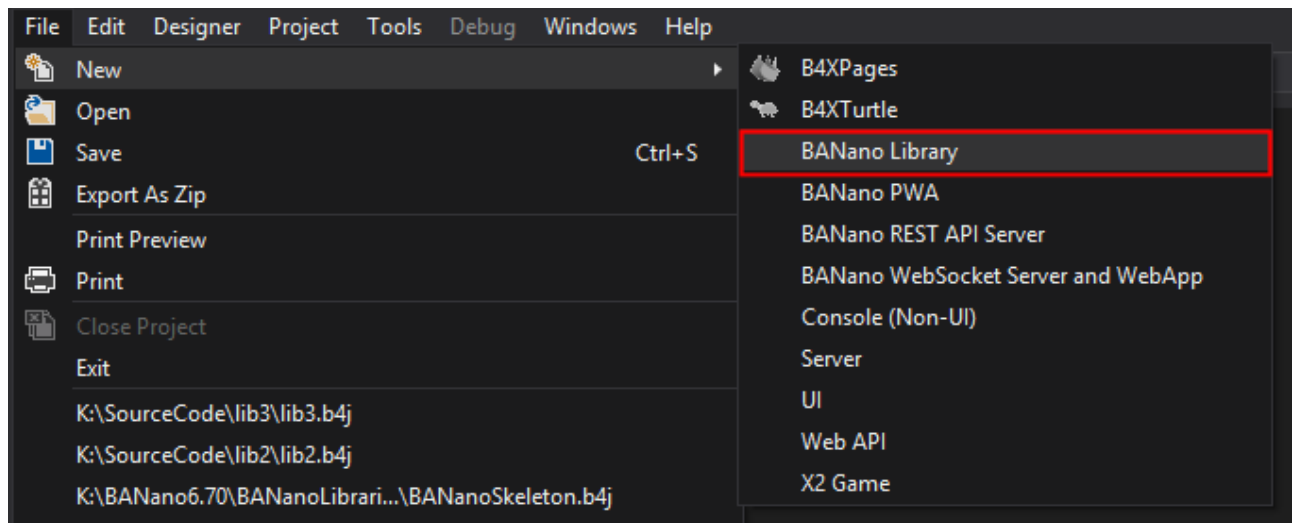 File Edit Designer Project Tools Debug Windows Help
New
Open
Save Ctrl+S
Export As Zip
Print Preview
Print
Close Project
Exit
K:\SourceCode\lib3\lib3.b4j
K:\SourceCode\lib2\lib2.b4j
K:\BANano6.70\BANanoLibrari...\BANanoSkeleton.b4j
B4XPages
B4XTurtle
BANano Library
BANano PWA
BANano REST API Server
BANano WebSocket Server and WebApp
Console (Non-UI)
Server
UI
Web API
X2 Game